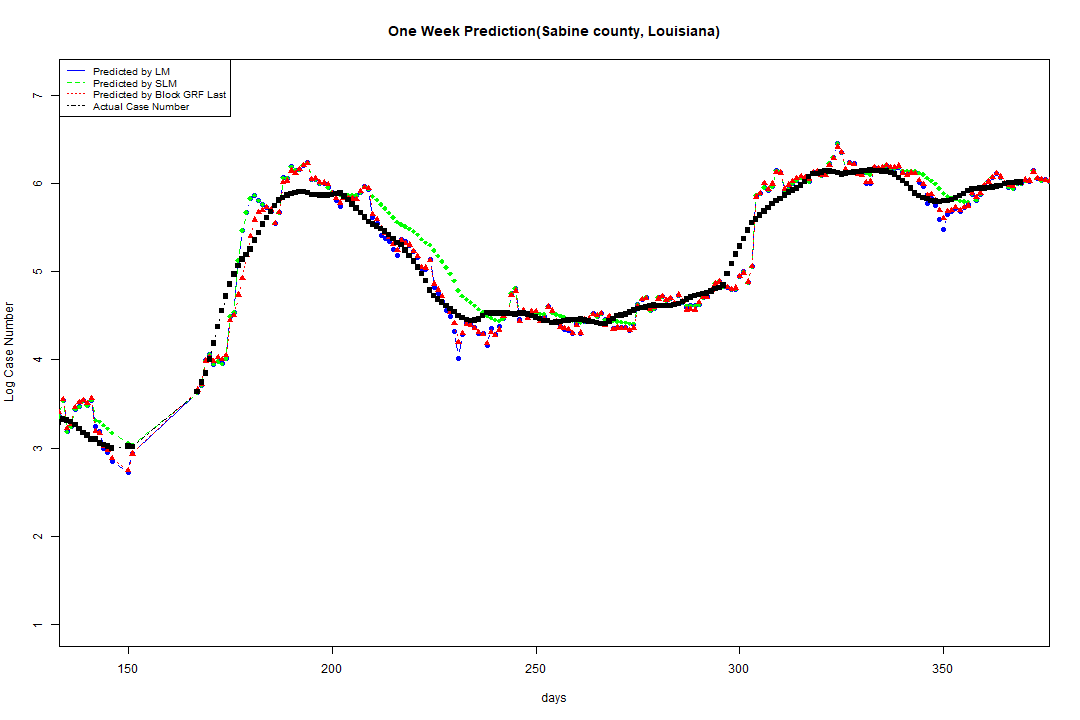 One Week Prediction(Sabine county, Louisiana)
Predicted by LM
Predicted by SLM
Predicted by Block GRF Last
Actual Case Number
7
6
5
4
3
2
1
Log Case Number
150 200 250 300 350
days